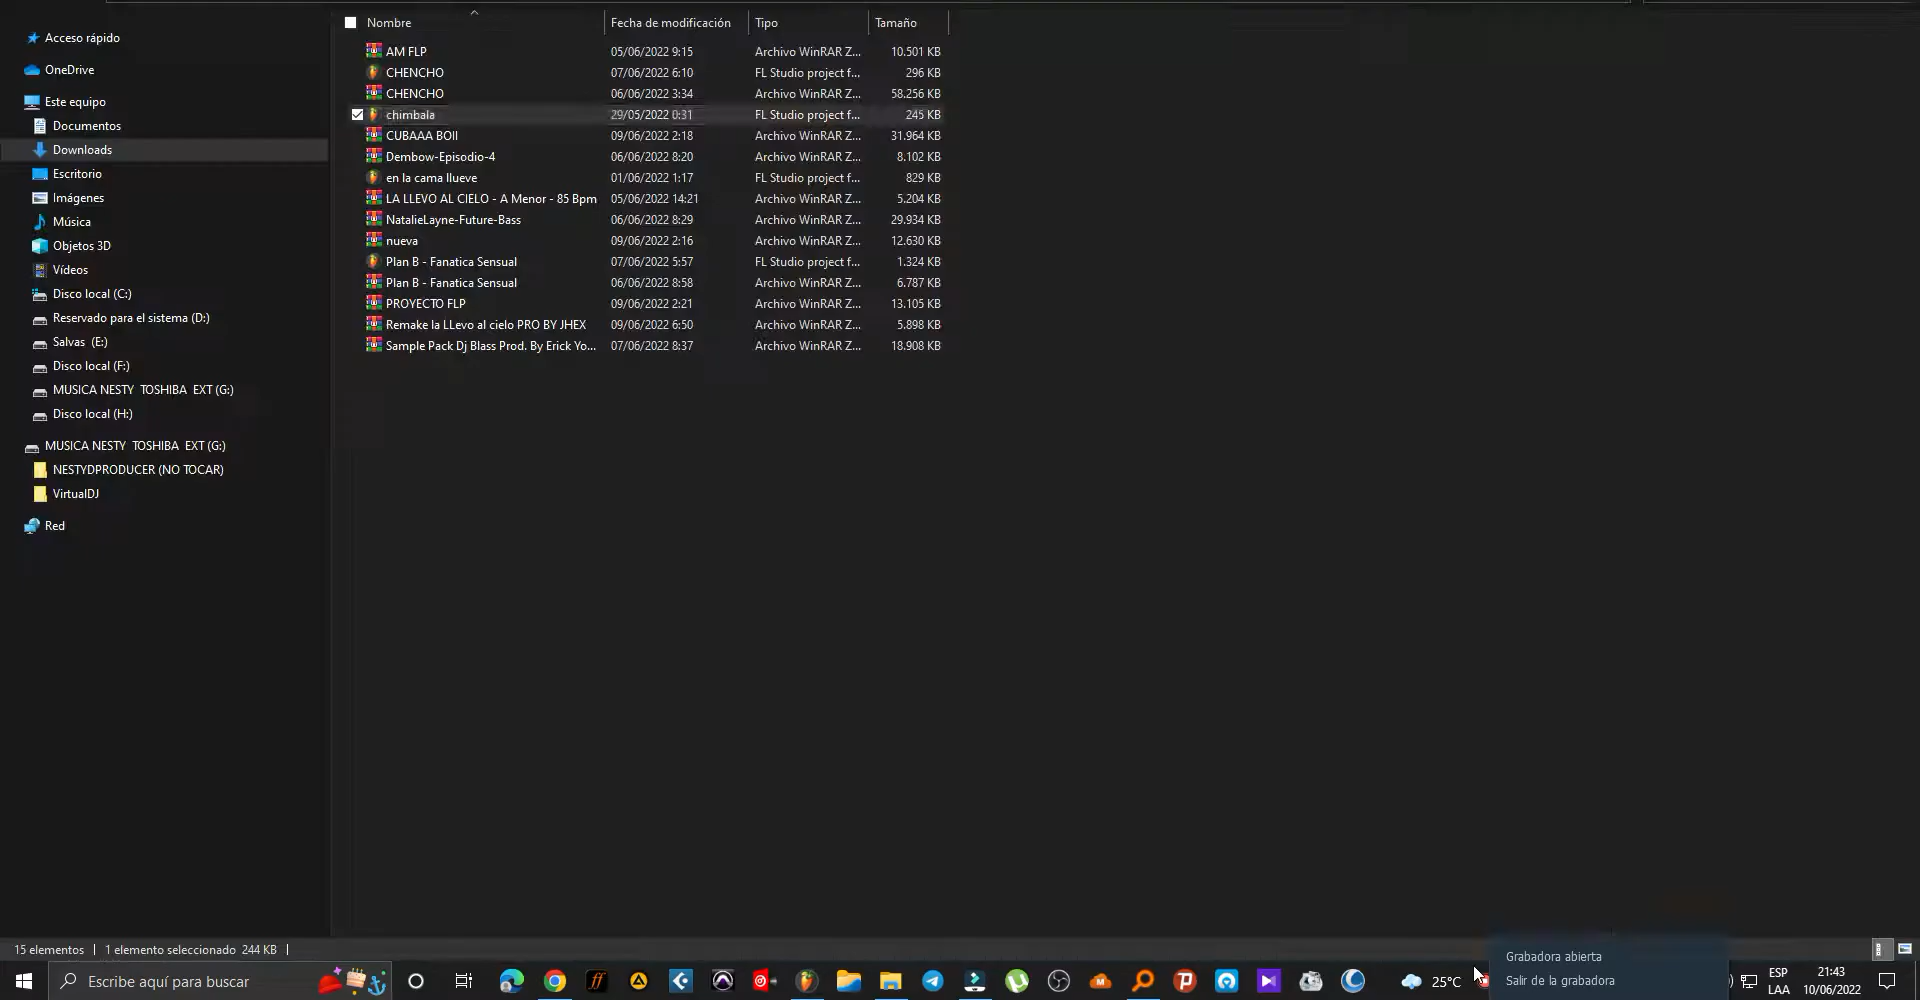 Nombre Fecha de modificación Tipo Tamaño
Acceso rápido
OneDrive
Este equipo
Documentos
Downloads
Escritorio
Imágenes
Música
Objetos 3D
Vídeos
Disco local (C:)
Reservado para el sistema (D:)
Salvas (E:)
Disco local (F:)
MUSICA NESTY TOSHIBA EXT (G:)
Disco local (H:)
MUSICA NESTY TOSHIBA EXT (G:)
NESTYDPRODUCER (NO TOCAR)
VirtualDJ
Red
AM FLP 05/06/2022 9:15 Archivo WinRAR Z... 10.501 KB
CHENCHO 07/06/2022 6:10 FL Studio project f... 296 KB
CHENCHO 06/06/2022 3:34 Archivo WinRAR Z... 58.256 KB
chimbala 29/05/2022 0:31 FL Studio project f... 245 KB
CUBAAA BOII 09/06/2022 2:18 Archivo WinRAR Z... 31.964 KB
Dembow-Episodio-4 06/06/2022 8:20 Archivo WinRAR Z... 8.102 KB
en la cama llueve 01/06/2022 1:17 FL Studio project f... 829 KB
LA LLEVO AL CIELO - A Menor - 85 Bpm 05/06/2022 14:21 Archivo WinRAR Z... 5.204 KB
NatalieLayne-Future-Bass 06/06/2022 8:29 Archivo WinRAR Z... 29.934 KB
nueva 09/06/2022 2:16 Archivo WinRAR Z... 12.630 KB
Plan B - Fanatica Sensual 07/06/2022 5:57 FL Studio project f... 1.324 KB
Plan B - Fanatica Sensual 06/06/2022 8:58 Archivo WinRAR Z... 6.787 KB
PROYECTO FLP 09/06/2022 2:21 Archivo WinRAR Z... 13.105 KB
Remake la LLevo al cielo PRO BY JHEX 09/06/2022 6:50 Archivo WinRAR Z... 5.898 KB
Sample Pack Dj Blass Prod. By Erick Yo... 07/06/2022 8:37 Archivo WinRAR Z... 18.908 KB
15 elementos 1 elemento seleccionado 244 KB
Grabadora abierta
Salir de la grabadora
Escribe aquí para buscar
25°C
ESP
LAA
21:43
10/06/2022